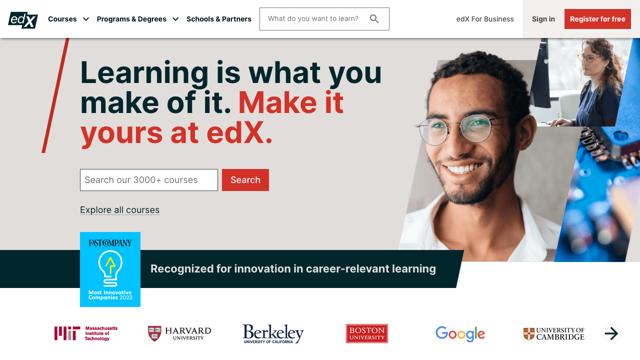 edX
Courses
Programs & Degrees
Schools & Partners
What do you want to learn?
edX For Business
Sign in
Register for free
Learning is what you
make of it. Make it
yours at edX.
Search our 3000+ courses
Search
Explore all courses
FAST COMPANY
Most Innovative
Companies 2023
Recognized for innovation in career-relevant learning
MIT
Massachusetts
Institute of
Technology
HARVARD
UNIVERSITY
Berkeley
UNIVERSITY OF CALIFORNIA
BOSTON
UNIVERSITY
Google
UNIVERSITY OF
CAMBRIDGE